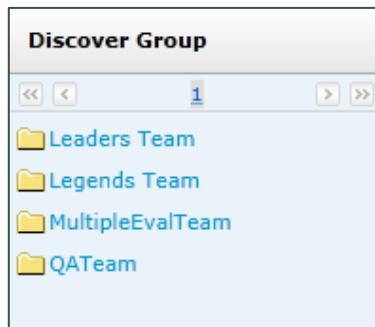 Discover Group
1
Leaders Team
Legends Team
MultipleEvalTeam
QATeam